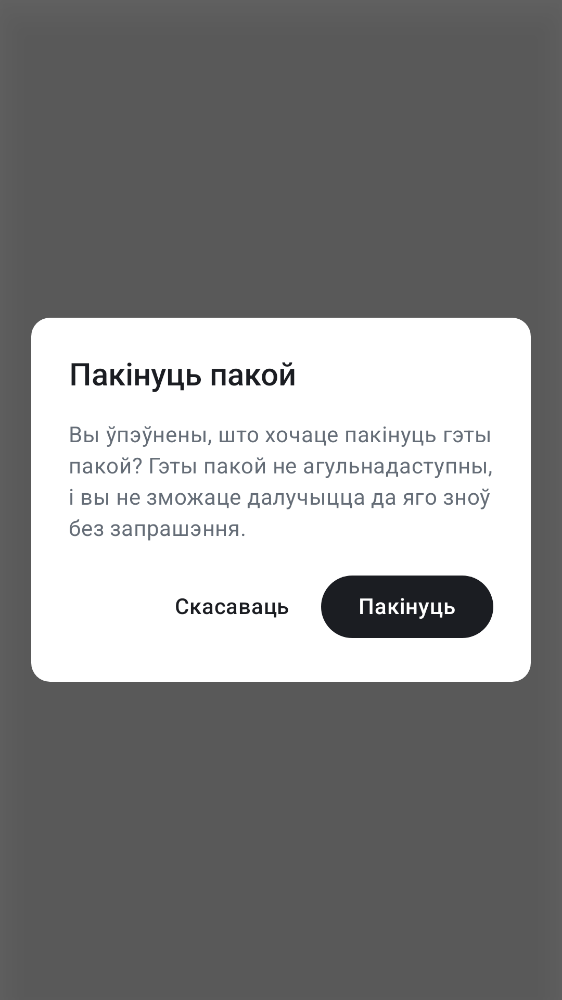 Пакінуць пакой
Вы ўпэўнены, што хочаце пакінуць гэты
пакой? Гэты пакой не агульнадаступны,
і вы не зможаце далучыцца да яго зноў
без запрашэння.
Скасаваць
Пакінуць